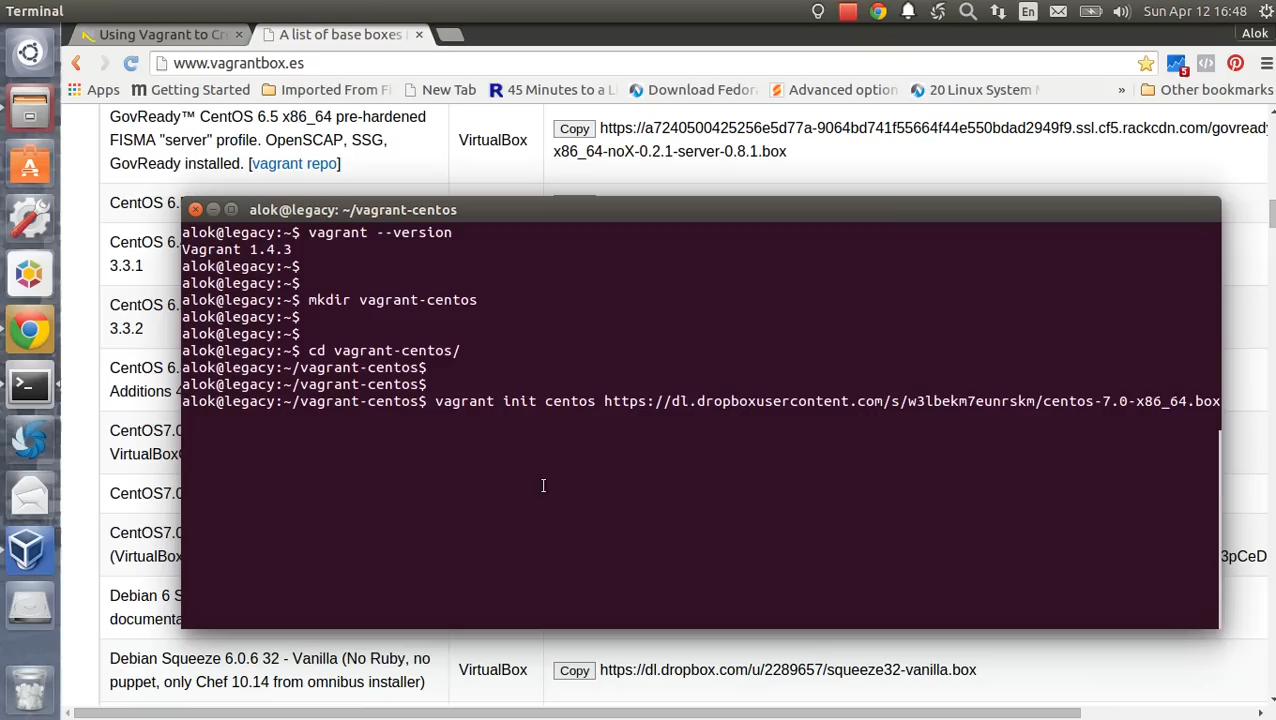 Terminal
En
Sun Apr 12 16:48
Using Vagrant to Cr
A list of base boxes
Alok
www.vagrantbox.es
5
Apps
Getting Started
Imported From
New Tab
45 Minutes to a L
Download Fedor
Advanced option
20 Linux System
»
Other bookmarks
GovReady™ CentOS 6.5 x86_64 pre-hardened
FISMA "server" profile. OpenSCAP, SSG,
GovReady installed. [vagrant repo]
VirtualBox
Copy https://a7240500425256e5d77a-9064bd741f55664f44e550bdad2949f9.ssl.cf5.rackcdn.com/govready
x86_64-noX-0.2.1-server-0.8.1.box
CentOS 6.
alok@legacy: ~/vagrant-centos
alok@legacy:~$ vagrant --version
Vagrant 1.4.3
alok@legacy:~$
alok@legacy:~$
alok@legacy:~$ mkdir vagrant-centos
alok@legacy:~$
alok@legacy:~$
alok@legacy:~$ cd vagrant-centos/
alok@legacy:~/vagrant-centos$
alok@legacy:~/vagrant-centos$
alok@legacy:~/vagrant-centos$ vagrant init centos https://dl.dropboxusercontent.com/s/w3lbekm7eunrskm/centos-7.0-x86_64.box
CentOS 6.
3.3.1
CentOS 6.
3.3.2
CentOS 6
Additions 4
CentOS7.0
VirtualBox
CentOS7.0
CentOS7.0
(VirtualBox
3pCeD
Debian 6 S
documenta
Debian Squeeze 6.0.6 32 - Vanilla (No Ruby, no
puppet, only Chef 10.14 from omnibus installer)
VirtualBox
Copy https://dl.dropbox.com/u/2289657/squeeze32-vanilla.box